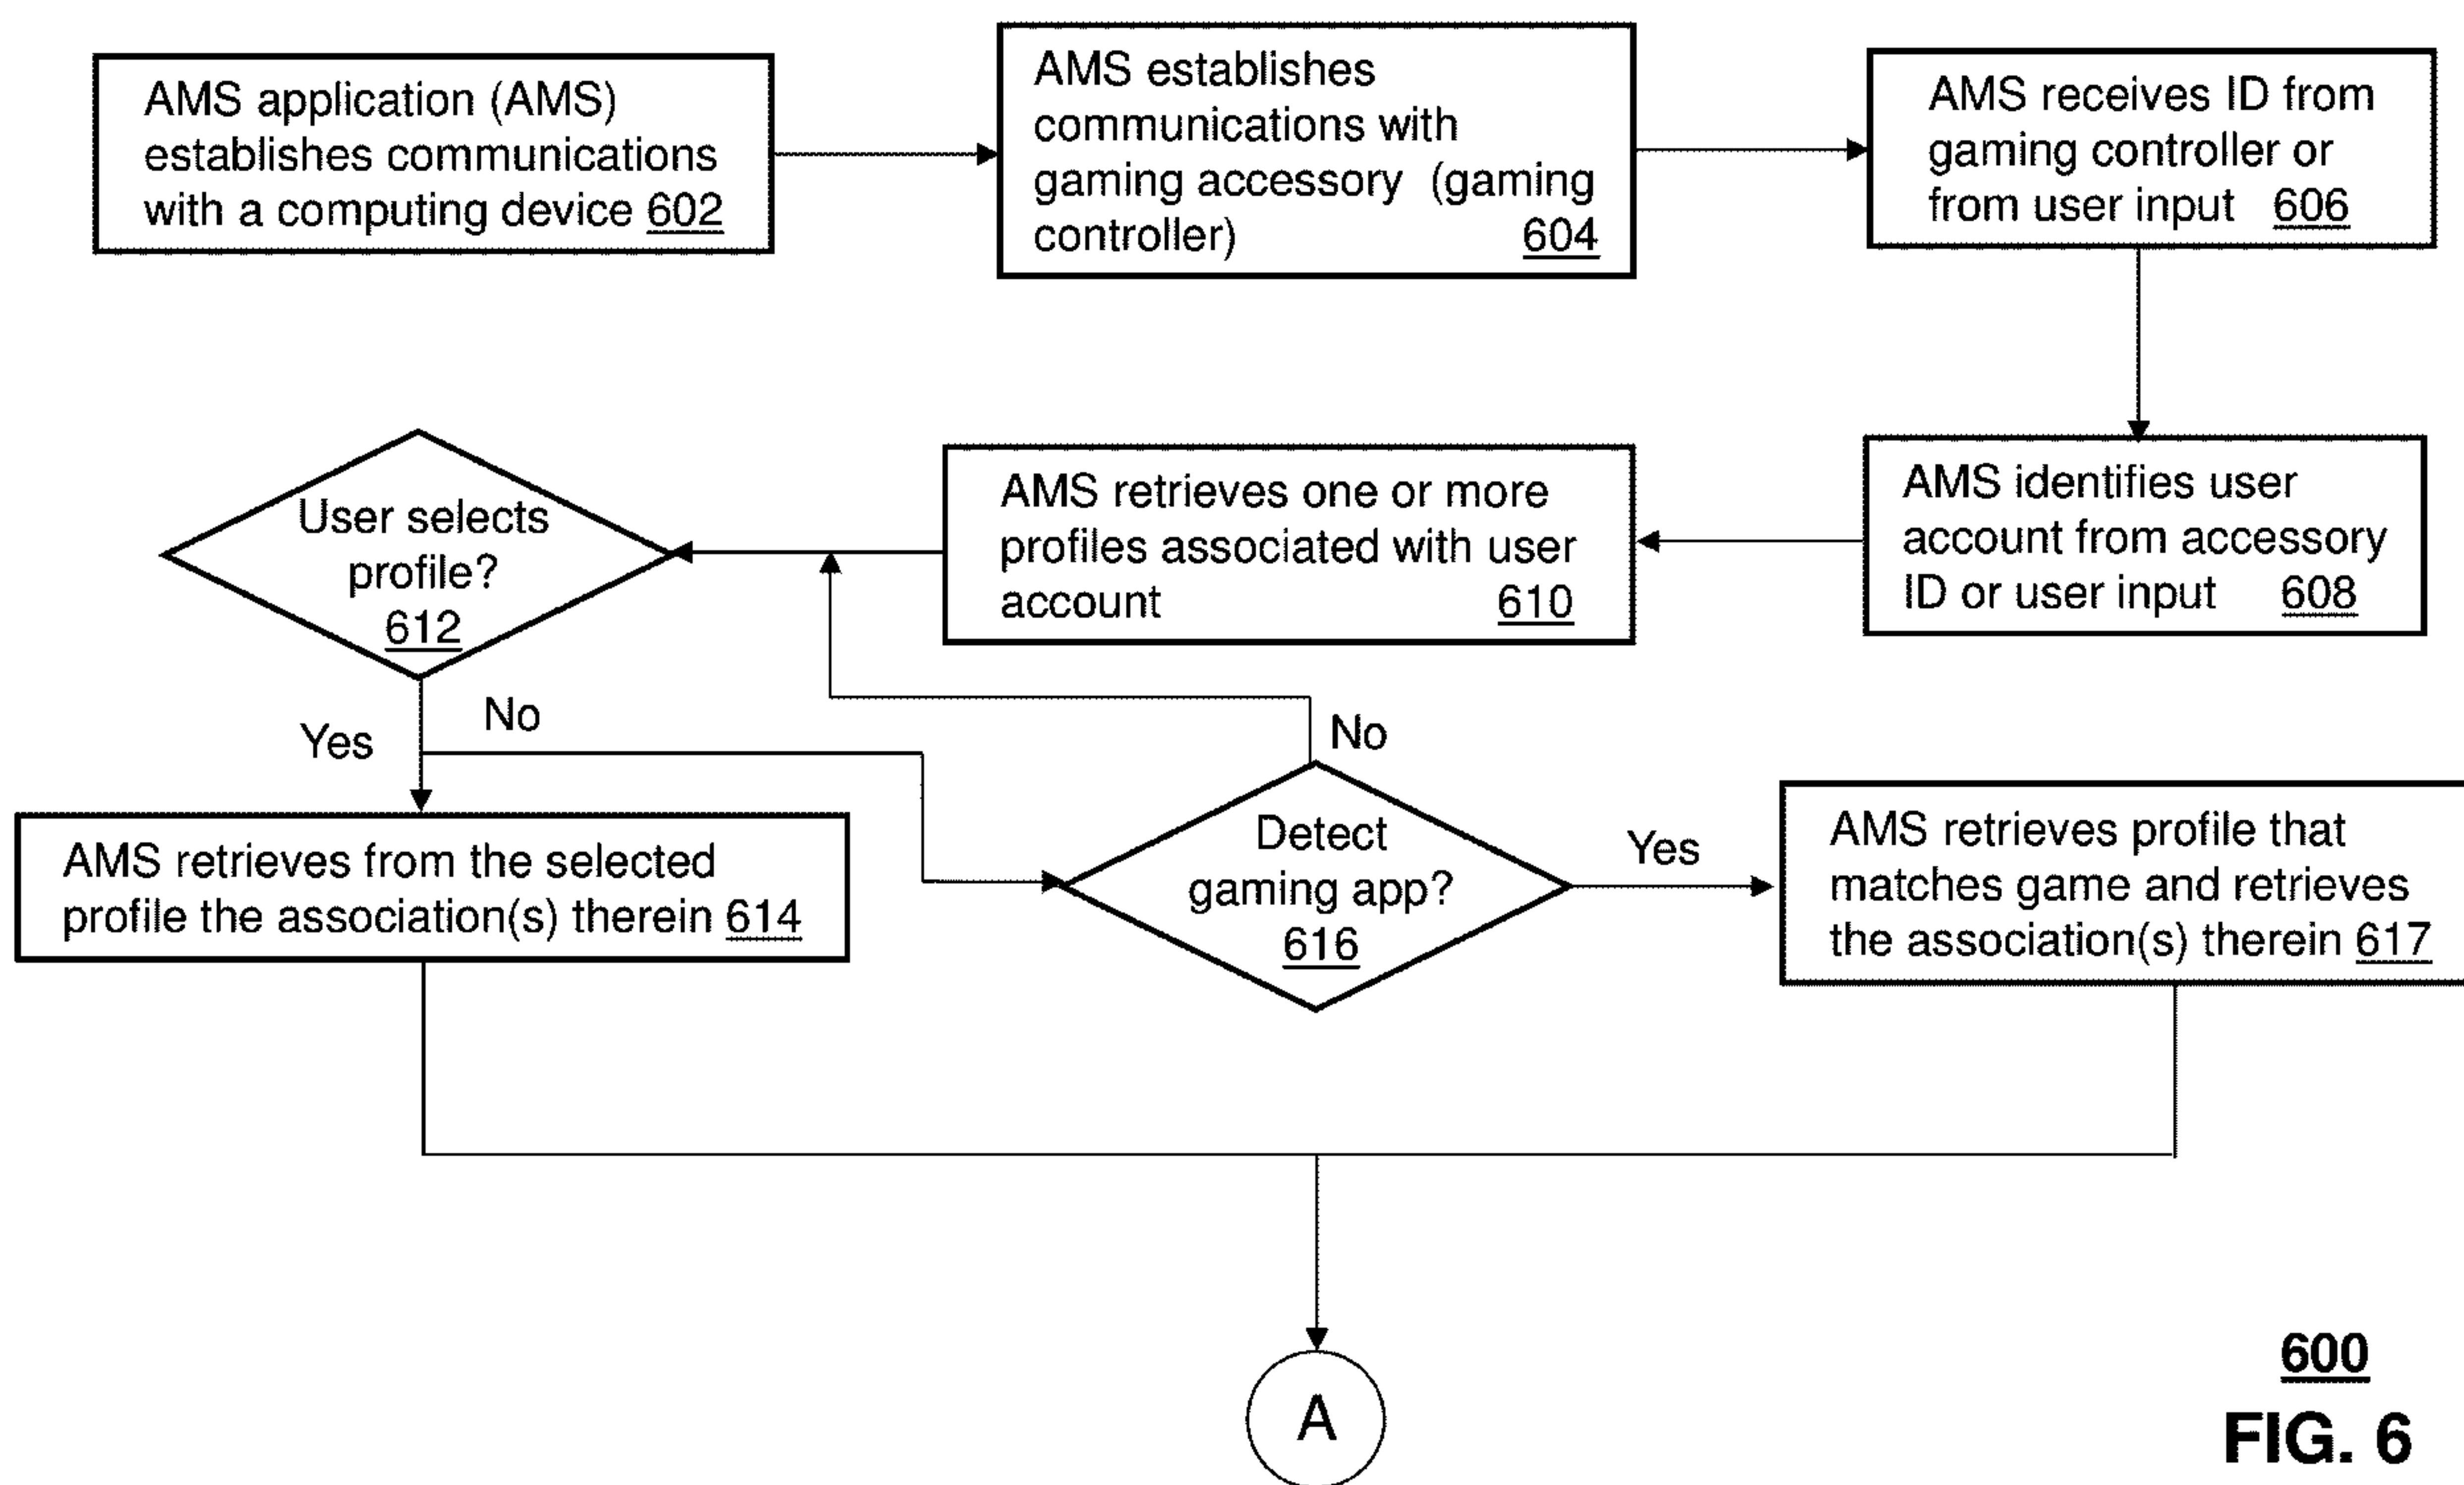 AMS application (AMS)
establishes communications
with a computing device 602
AMS establishes
communications with
gaming accessory (gaming
controller) 604
AMS receives ID from
gaming controller or
from user input 606
AMS identifies user
account from accessory
ID or user input 608
AMS retrieves one or more
profiles associated with user
account 610
User selects
profile?
612
Yes
No
AMS retrieves from the selected
profile the association(s) therein 614
Detect
gaming app?
616
No
Yes
AMS retrieves profile that
matches game and retrieves
the association(s) therein 617
A
600
FIG. 6